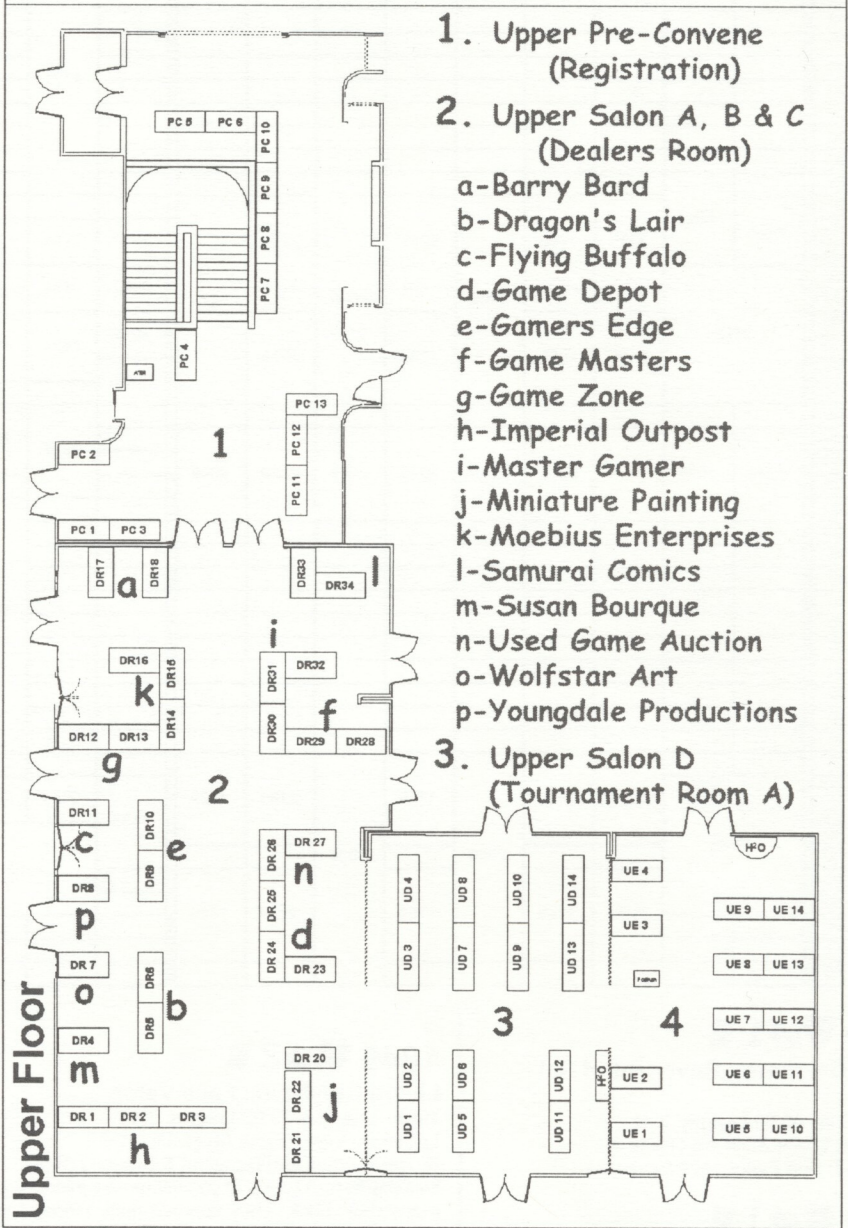 1. Upper Pre-Convene
(Registration)
2. Upper Salon A, B & C
(Dealers Room)
a-Barry Bard
b-Dragon's Lair
c-Flying Buffalo
d-Game Depot
e-Gamers Edge
f-Game Masters
g-Game Zone
h-Imperial Outpost
i-Master Gamer
j-Miniature Painting
k-Moebius Enterprises
l-Samurai Comics
m-Susan Bourque
n-Used Game Auction
o-Wolfstar Art
p-Youngdale Productions
3. Upper Salon D
(Tournament Room A)
PC 5
PC 6
PC 10
PC 9
PC 8
PC 7
PC 4
PC 13
PC 12
PC 11
1
PC 2
PC 1
PC 3
DR17
a
DR18
DR33
DR34
l
i
DR16
DR15
k
DR14
DR31
DR32
DR30
f
DR12
DR13
DR29
DR28
g
2
DR11
c
DR10
e
DR9
DR8
p
DR 26
DR 27
n
DR 25
d
DR 24
DR 23
DR 7
o
DR6
b
DR5
DR4
m
DR 20
DR 22
j
DR 21
DR 1
DR 2
DR 3
h
UD 4
UD 8
UD 10
UD 14
UD 3
UD 7
UD 9
UD 13
3
UD 2
UD 6
UD 12
H²O
UD 1
UD 5
UD 11
H²O
UE 4
UE 3
UE 9
UE 14
UE 8
UE 13
4
UE 7
UE 12
UE 2
UE 6
UE 11
UE 1
UE 5
UE 10
Upper Floor